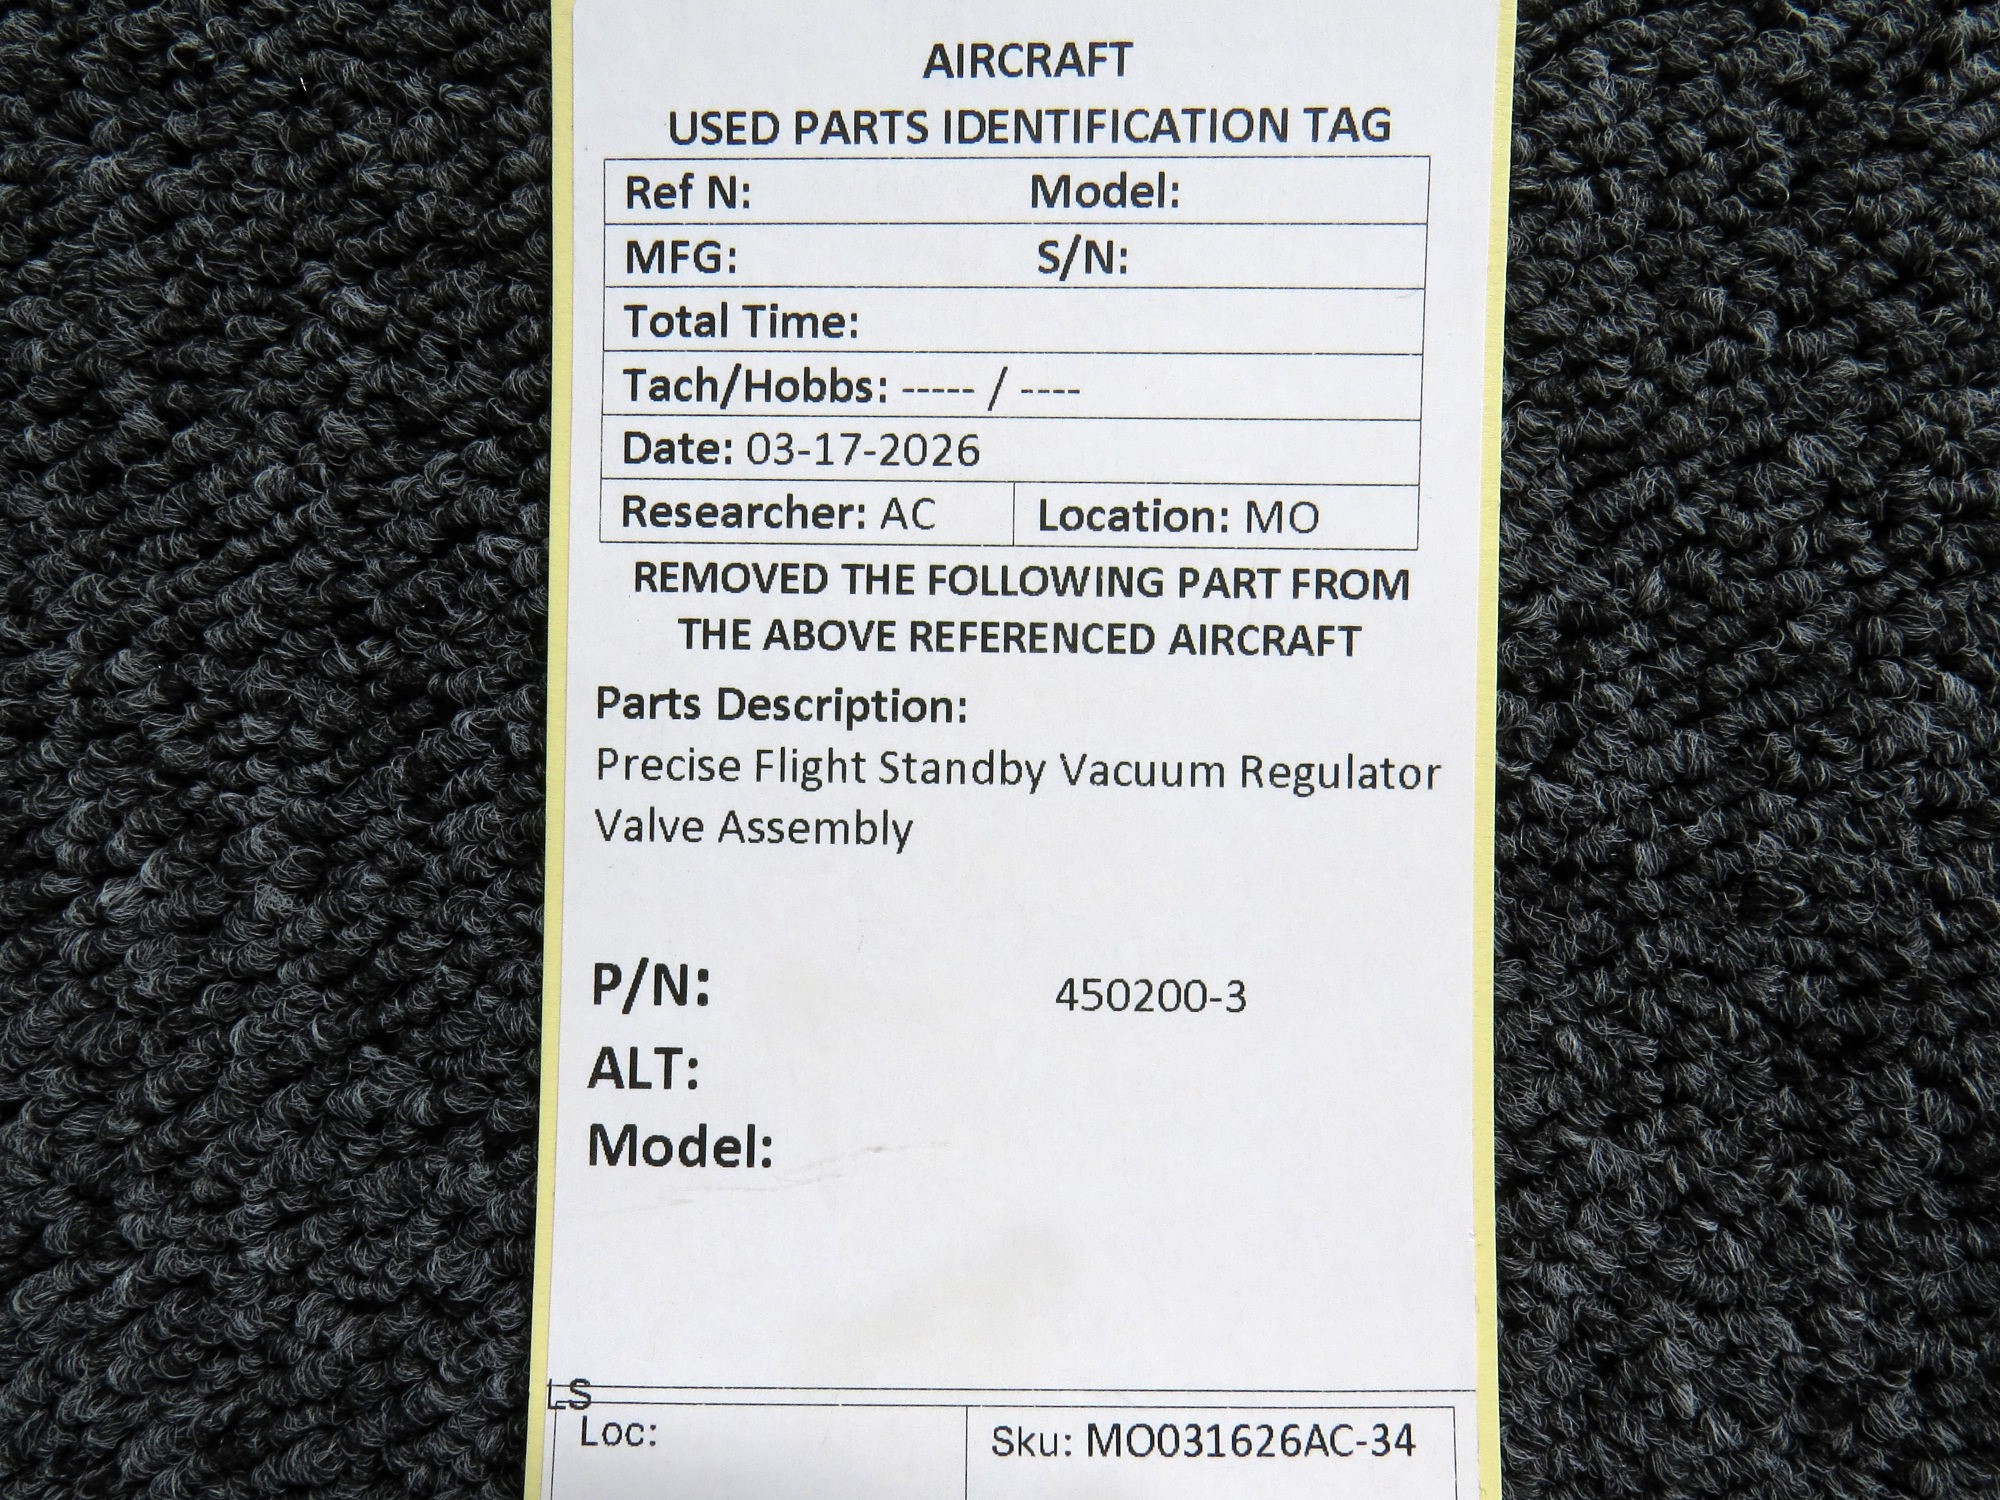 AIRCRAFT
USED PARTS IDENTIFICATION TAG
Ref N: Model:
MFG: S/N:
Total Time:
Tach/Hobbs: ----- / ----
Date: 03-17-2026
Researcher: AC Location: MO
REMOVED THE FOLLOWING PART FROM
THE ABOVE REFERENCED AIRCRAFT
Parts Description:
Precise Flight Standby Vacuum Regulator
Valve Assembly
P/N: 450200-3
ALT:
Model:
LS
Loc: Sku: MO031626AC-34